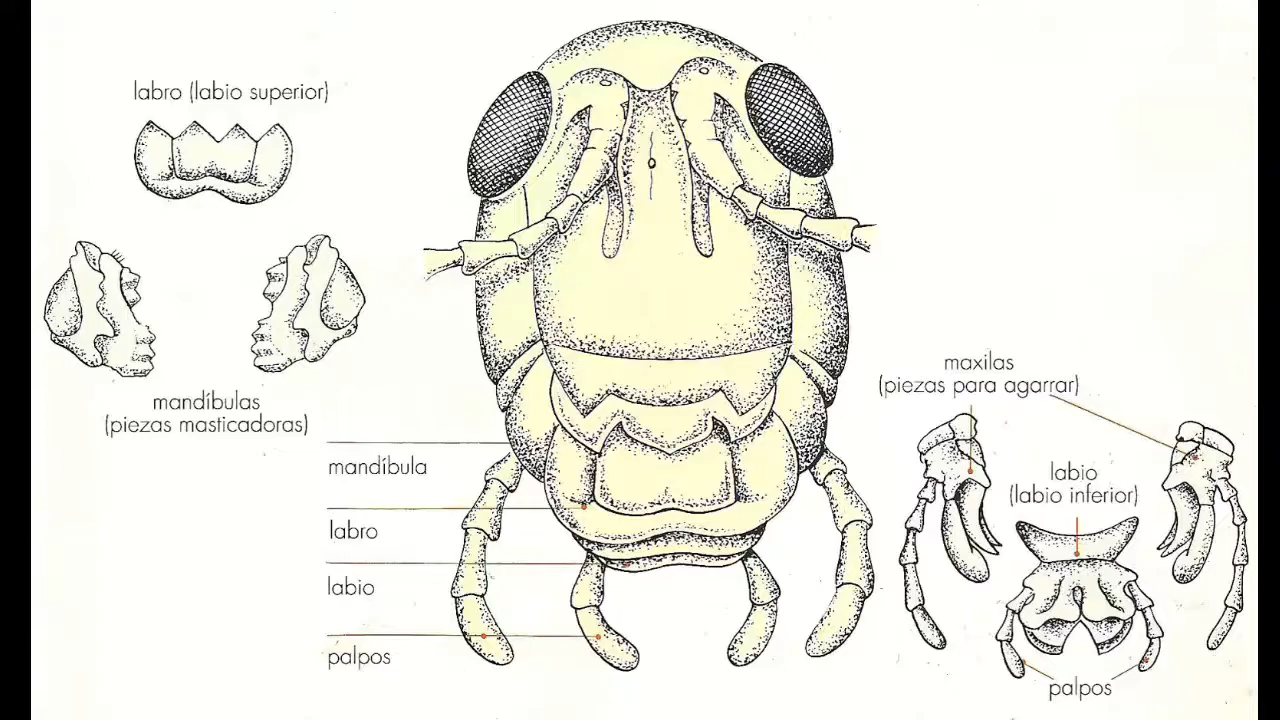 labro (labio superior)
mandíbulas
(piezas masticadoras)
mandíbula
labro
labio
palpos
maxilas
(piezas para agarrar)
labio
(labio inferior)
palpos